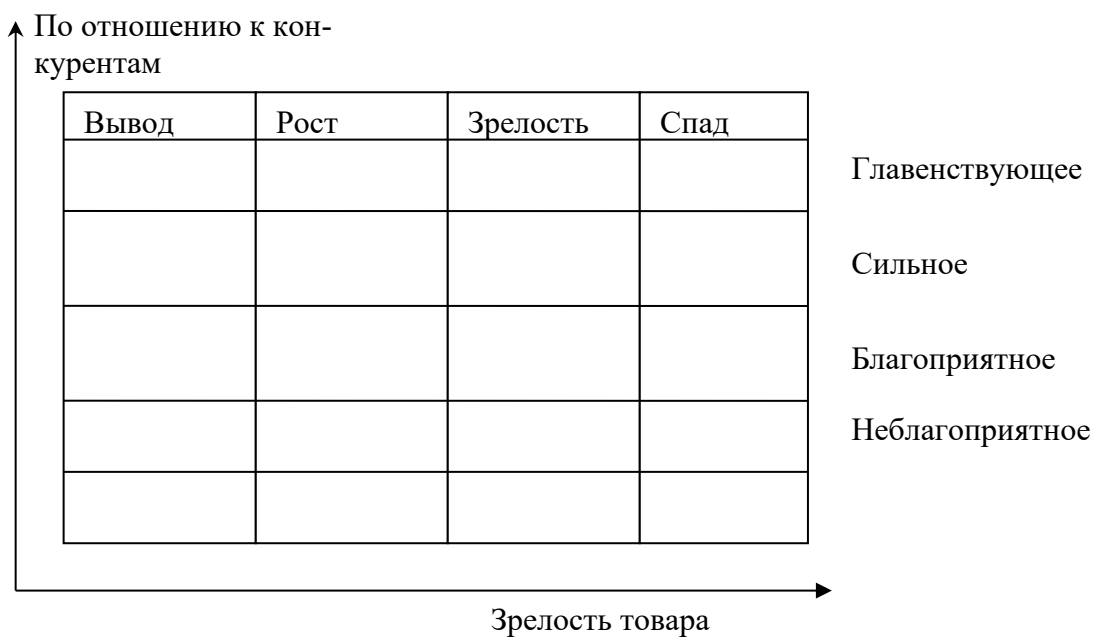 По отношению к кон-
курентам
Вывод Рост Зрелость Спад
Главенствующее
Сильное
Благоприятное
Неблагоприятное
Зрелость товара